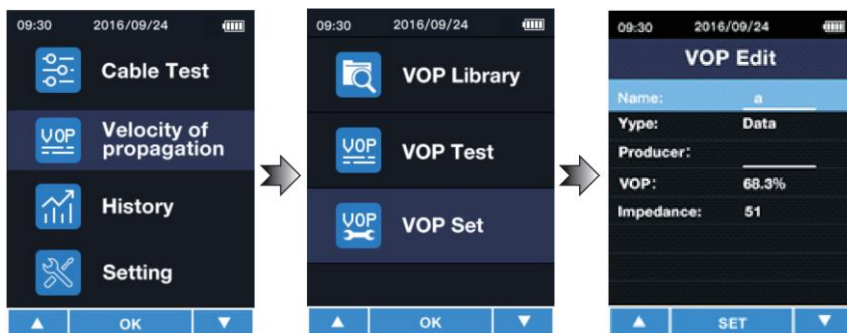 09:30 2016/09/24
Cable Test
VOP
Velocity of
propagation
History
Setting
OK
09:30 2016/09/24
VOP Library
VOP
VOP Test
VOP
VOP Set
OK
09:30 2016/09/24
VOP Edit
Name: a
Yype: Data
Producer:
VOP: 68.3%
Impedance: 51
SET